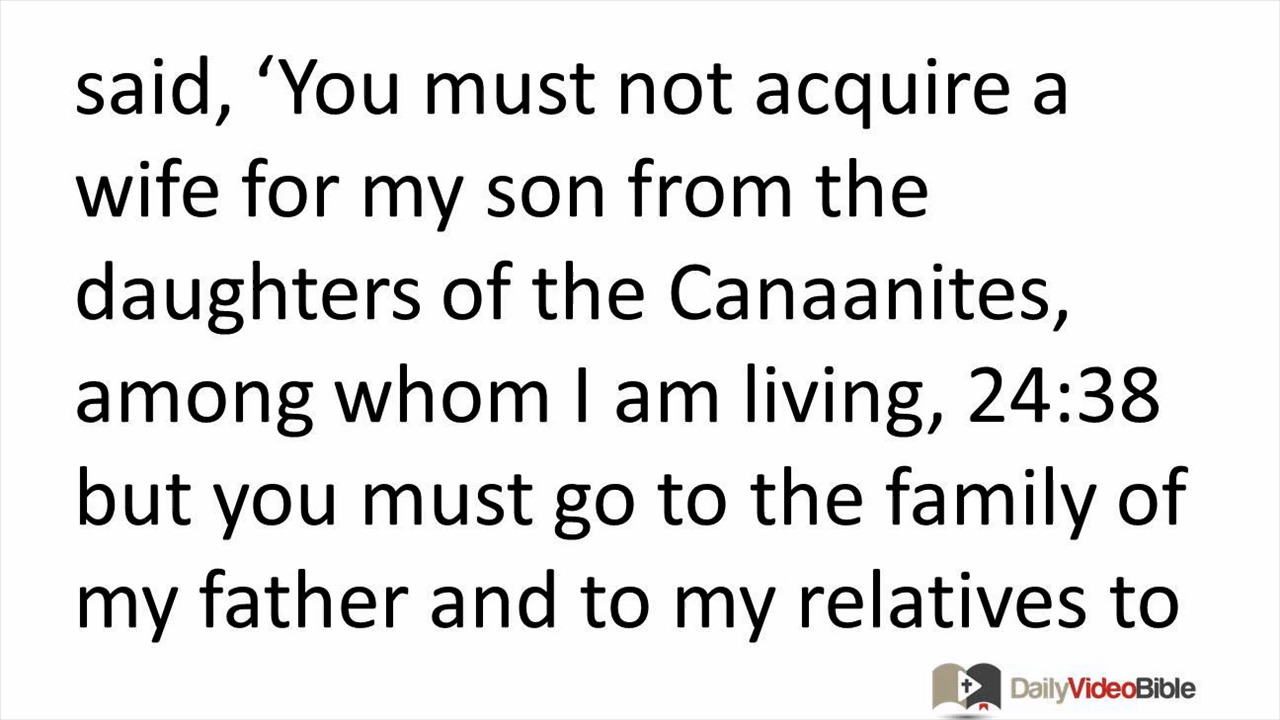 said, ‘You must not acquire a
wife for my son from the
daughters of the Canaanites,
among whom I am living, 24:38
but you must go to the family of
my father and to my relatives to
DailyVideoBible